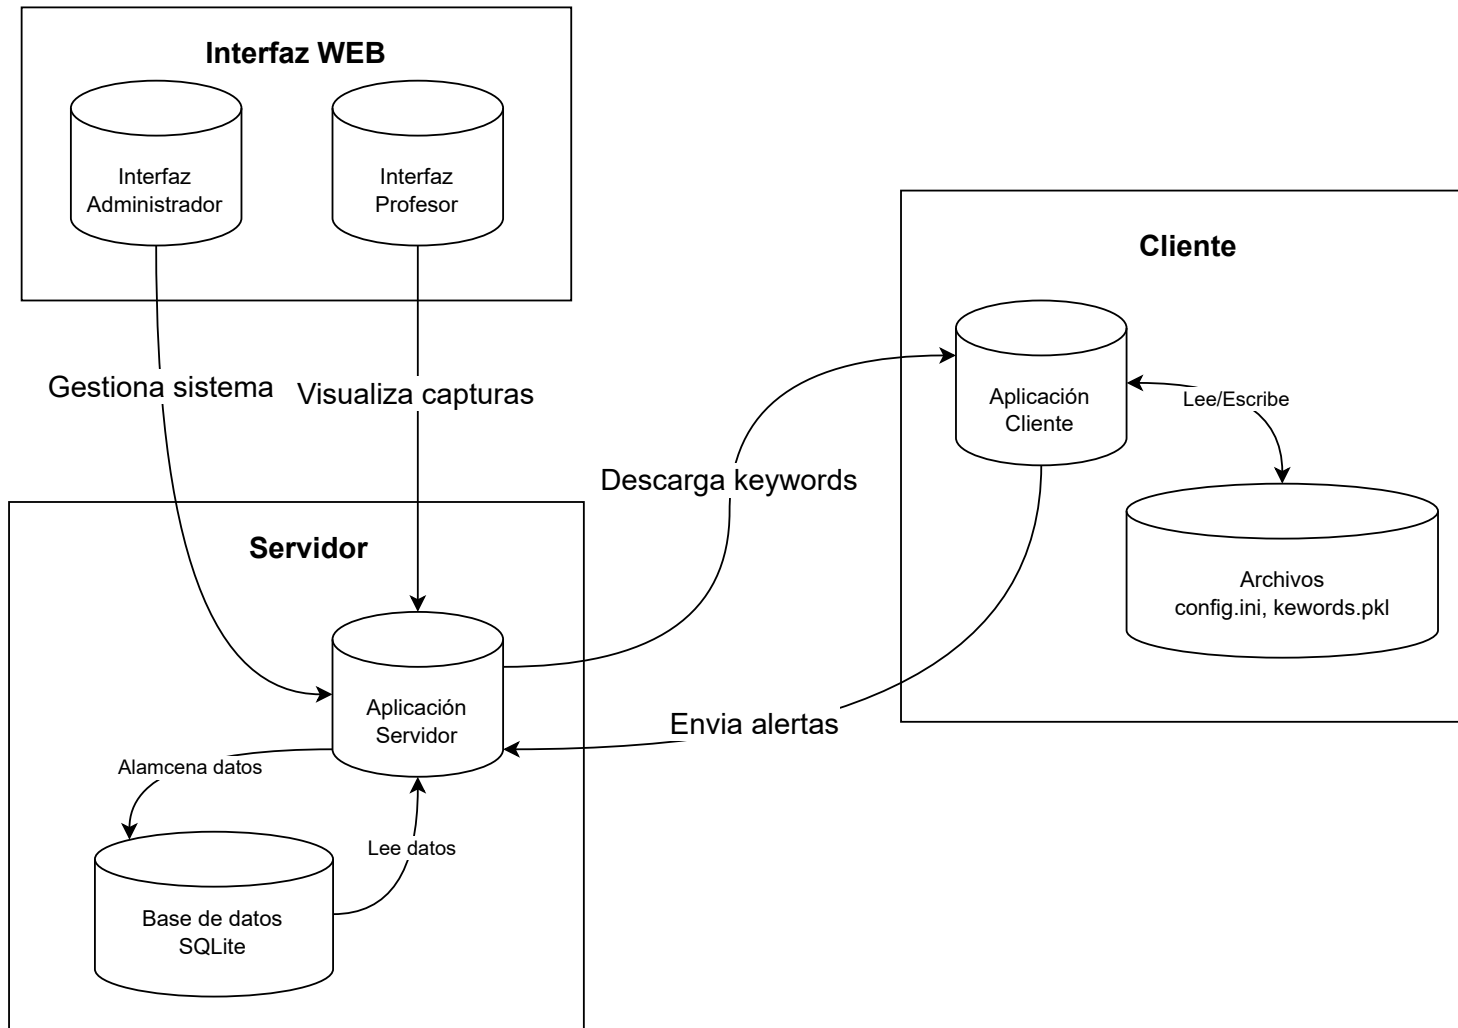 Interfaz WEB
Interfaz
Administrador
Interfaz
Profesor
Gestiona sistema
Visualiza capturas
Cliente
Aplicación
Cliente
Lee/Escribe
Archivos
config.ini, kewords.pkl
Descarga keywords
Envia alertas
Servidor
Aplicación
Servidor
Alamcena datos
Lee datos
Base de datos
SQLite